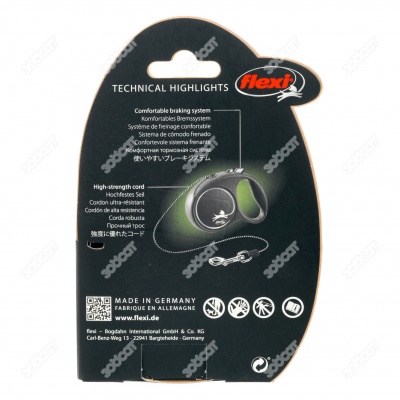 TECHNICAL HIGHLIGHTS
flexi
Comfortable braking system
Komfortables Bremssystem
Système de freinage confortable
Sistema de cómodo frenado
Confortevole sistema frenante
Комфортная тормозная система
使いやすいブレーキシステム
High-strength cord
Hochfestes Seil
Cordon ultra-résistant
Cordón de alta resistencia
Corda robusta
Прочный трос
強度に優れたコード
MADE IN GERMANY
FABRIQUE EN ALLEMAGNE
www.flexi.de
flexi – Bogdahn International GmbH & Co. KG
Carl-Benz-Weg 13 - 22941 Bargteheide - Germany